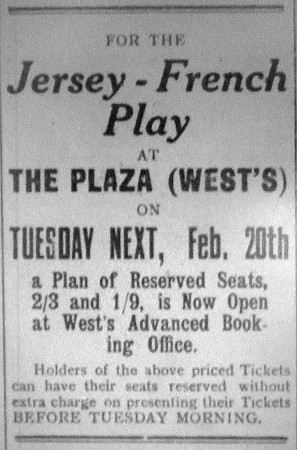 FOR THE
Jersey - French
Play
AT
THE PLAZA (WEST'S)
ON
TUESDAY NEXT, Feb. 20th
a Plan of Reserved Seats,
2/3 and 1/9, is Now Open
at West's Advanced Book-
ing Office.
Holders of the above priced Tickets
can have their seats reserved without
extra charge on presenting their Tickets
BEFORE TUESDAY MORNING.